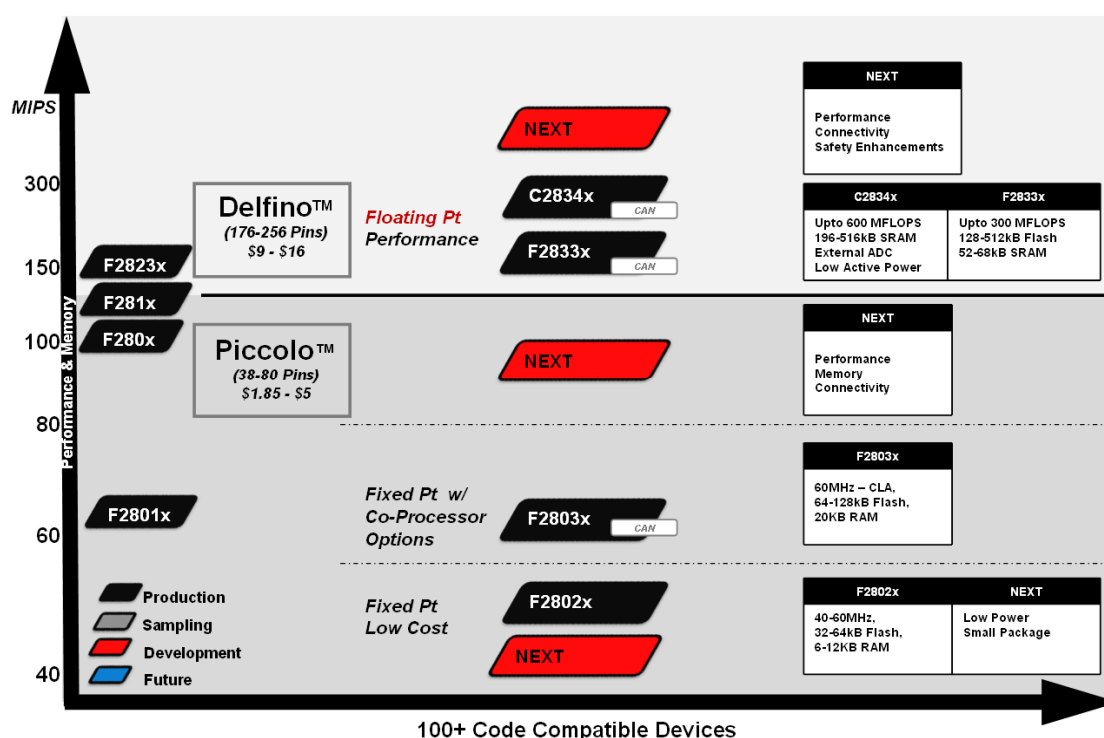 MIPS
300
150
100
80
60
40
Performance & Memory
F2823x
F281x
F280x
F2801x
Delfino™
(176-256 Pins)
$9 - $16
Piccolo™
(38-80 Pins)
$1.85 - $5
Floating Pt
Performance
Fixed Pt w/
Co-Processor
Options
Fixed Pt
Low Cost
NEXT
C2834x
CAN
F2833x
CAN
NEXT
F2803x
CAN
F2802x
NEXT
NEXT
Performance
Connectivity
Safety Enhancements
C2834x
Upto 600 MFLOPS
196-516kB SRAM
External ADC
Low Active Power
F2833x
Upto 300 MFLOPS
128-512kB Flash
52-68kB SRAM
NEXT
Performance
Memory
Connectivity
F2803x
60MHz – CLA,
64-128kB Flash,
20KB RAM
F2802x
40-60MHz,
32-64kB Flash,
6-12KB RAM
NEXT
Low Power
Small Package
Production
Sampling
Development
Future
100+ Code Compatible Devices